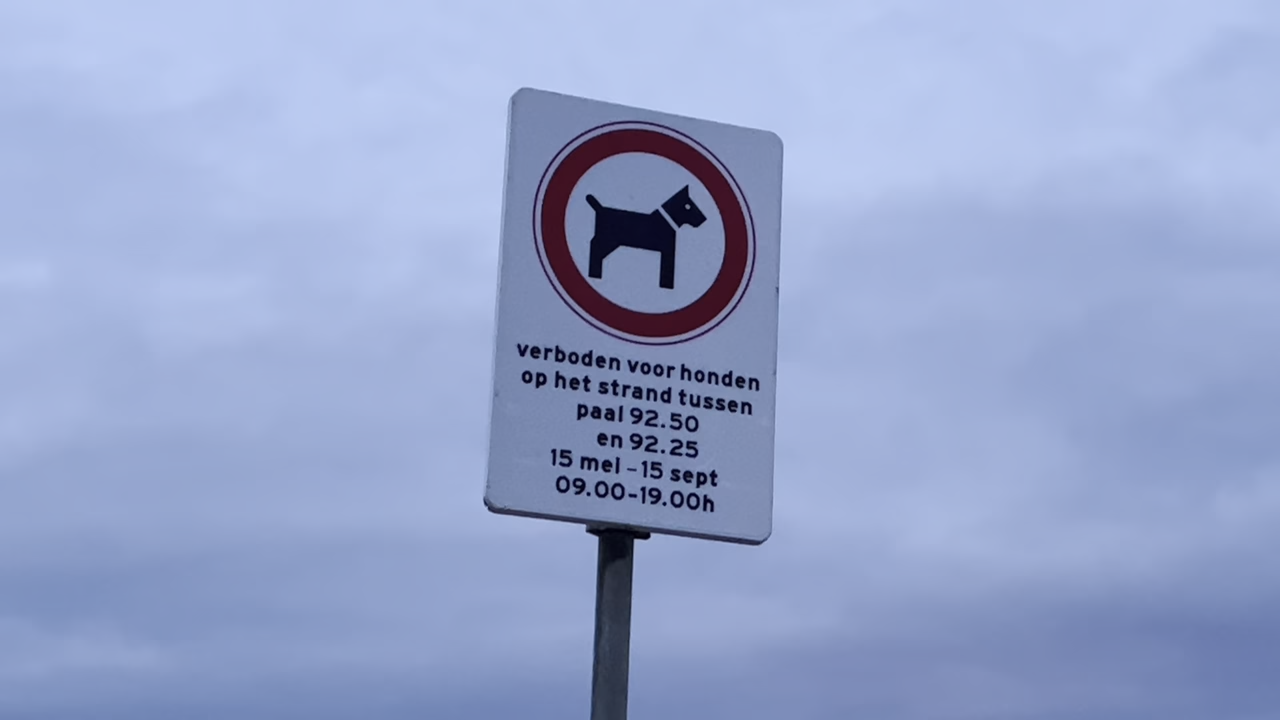 verboden voor honden
op het strand tussen
paal 92.50
en 92.25
15 mei - 15 sept
09.00-19.00h